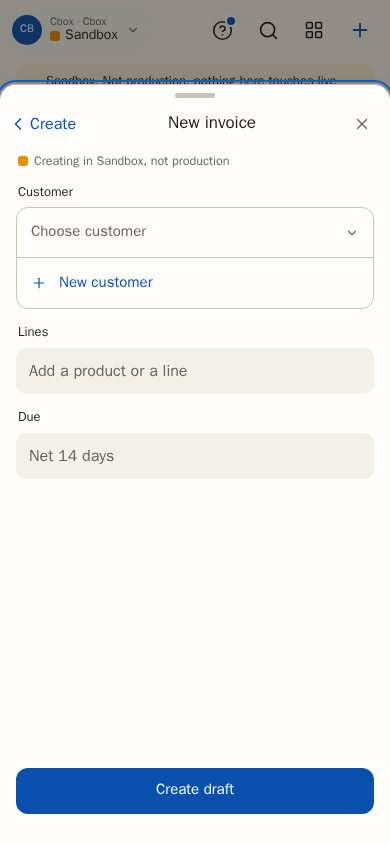 CB
Cbox · Cbox
Sandbox
Sandbox. Not production, nothing here touches live
Create
New invoice
Creating in Sandbox, not production
Customer
Choose customer
New customer
Lines
Add a product or a line
Due
Net 14 days
Create draft